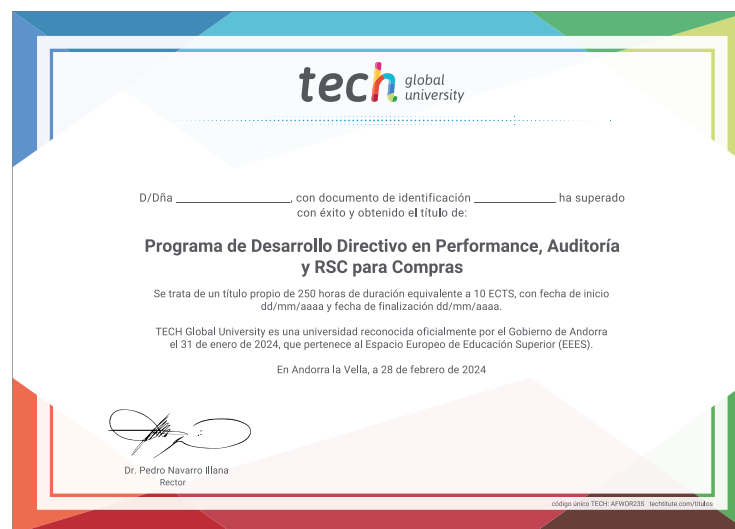 tech global university
D/Dña ____________________, con documento de identificación ______________ ha superado
con éxito y obtenido el título de:
Programa de Desarrollo Directivo en Performance, Auditoría
y RSC para Compras
Se trata de un título propio de 250 horas de duración equivalente a 10 ECTS, con fecha de inicio
dd/mm/aaaa y fecha de finalización dd/mm/aaaa.
TECH Global University es una universidad reconocida oficialmente por el Gobierno de Andorra
el 31 de enero de 2024, que pertenece al Espacio Europeo de Educación Superior (EEES).
En Andorra la Vella, a 28 de febrero de 2024
Dr. Pedro Navarro Illana
Rector
código único TECH: AFWOR235 techtitute.com/titulos